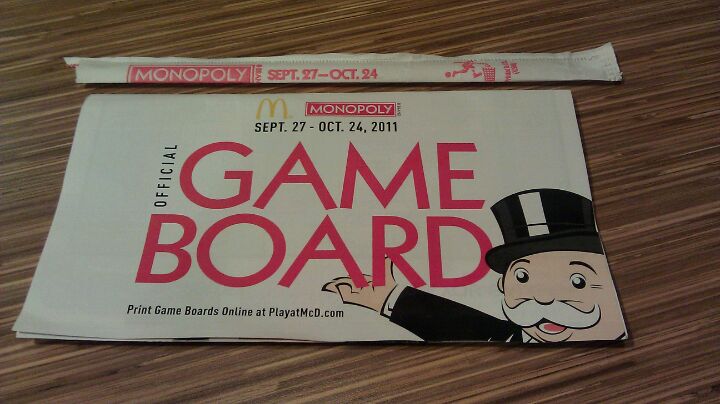 MONOPOLY SEPT. 27-OCT. 24
M MONOPOLY
SEPT. 27 - OCT. 24, 2011
OFFICIAL
GAME
BOARD
Print Game Boards Online at PlayatMcD.com